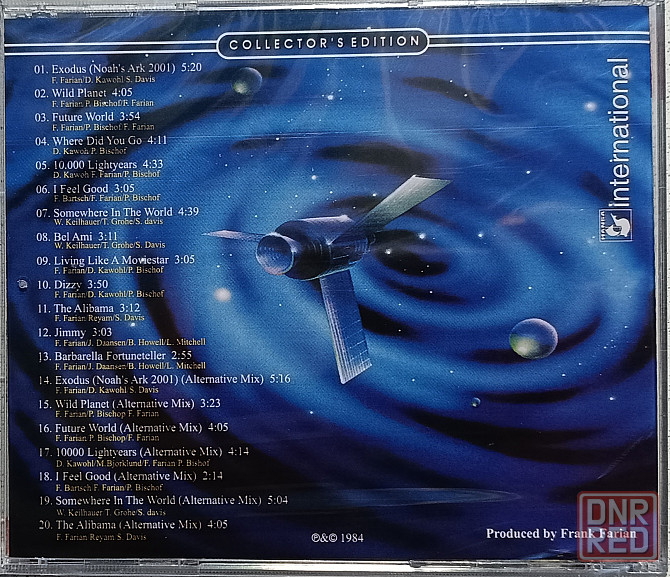 COLLECTOR'S EDITION
01. Exodus (Noah's Ark 2001) 5:20
F. Farian/D. Kawohl S. Davis
02. Wild Planet 4:05
F. Farian P. Bischof/F. Farian
03. Future World 3:54
F. Farian/P. Bischof F. Farian
04. Where Did You Go 4:11
D. Kawoh P. Bischof
05. 10.000 Lightyears 4:33
D. Kawoh F. Farian/P. Bischof
06. I Feel Good 3:05
F. Bartsch/F. Farian/P. Bischof
07. Somewhere In The World 4:39
W. Keilhauer/T. Grohe/S. davis
08. Bel Ami 3:11
W. Keilhauer/T. Grohe/S. Davis
09. Living Like A Moviestar 3:05
F. Farian/D. Kawohl/P. Bischof
10. Dizzy 3:50
F. Farian/D. Kawohl/P. Bischof
11. The Alibama 3:12
F. Farian Reyam/S. Davis
12. Jimmy 3:03
F. Farian/J. Daansen/B. Howell/L. Mitchell
13. Barbarella Fortuneteller 2:55
F. Farian/J. Daansen/B. Howell/L. Mitchell
14. Exodus (Noah's Ark 2001) (Alternative Mix) 5:16
F. Farian/D. Kawohl S. Davis
15. Wild Planet (Alternative Mix) 3:23
F. Farian/P. Bischop F. Farian
16. Future World (Alternative Mix) 4:05
F. Farian P. Bischop/F. Farian
17. 10000 Lightyears (Alternative Mix) 4:14
D. Kawohl/M.Bjorklund/F. Farian P. Bishof
18. I Feel Good (Alternative Mix) 2:14
F. Bartsch F. Farian/P. Bischof
19. Somewhere In The World (Alternative Mix) 5:04
W. Keilhauer T. Grohe/S. davis
20. The Alibama (Alternative Mix) 4:05
F. Farian Reyam S. Davis
℗&© 1984
Produced by Frank Farian
HANSA international
DNR
RED